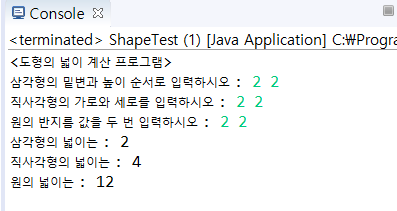 Console
<terminated> ShapeTest (1) [Java Application] C:₩Progra
<도형의 넓이 계산 프로그램>
삼각형의 밑변과 높이 순서로 입력하시오 : 2 2
직사각형의 가로와 세로를 입력하시오 : 2 2
원의 반지름 값을 두 번 입력하시오 : 2 2
삼각형의 넓이는 : 2
직사각형의 넓이는 : 4
원의 넓이는 : 12